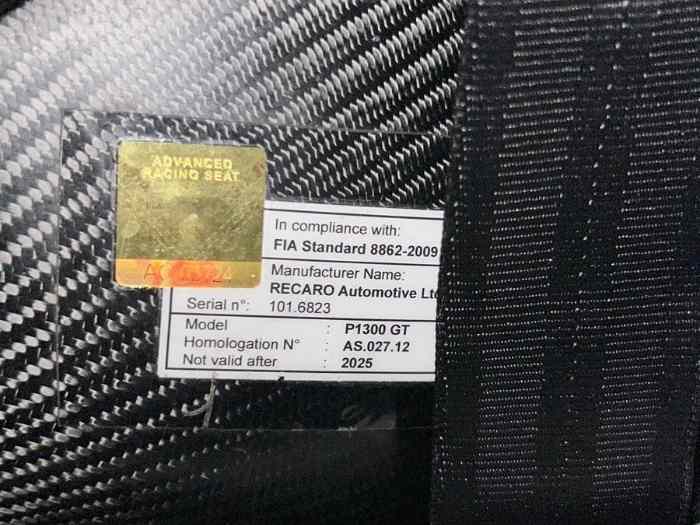 ADVANCED
RACING SEAT
In compliance with:
FIA Standard 8862-2009
Manufacturer Name:
RECARO Automotive Ltd
Serial n°: 101.6823
Model : P1300 GT
Homologation N° : AS.027.12
Not valid after : 2025